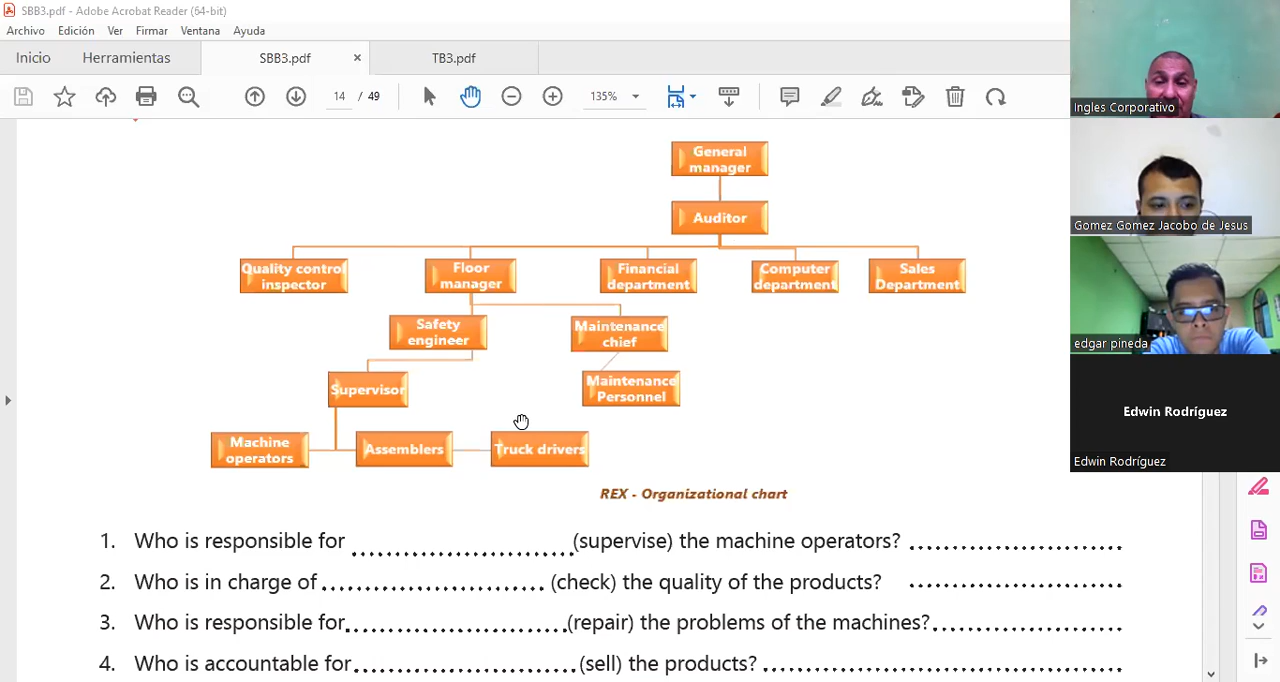 SBB3.pdf - Adobe Acrobat Reader (64-bit)
Archivo Edición Ver Firmar Ventana Ayuda
Inicio Herramientas SBB3.pdf × TB3.pdf
14 / 49 135%
General
manager
Auditor
Quality control
inspector
Floor
manager
Financial
department
Computer
department
Sales
Department
Safety
engineer
Maintenance
chief
Supervisor
Maintenance
Personnel
Machine
operators
Assemblers
Truck drivers
REX - Organizational chart
1. Who is responsible for ........................(supervise) the machine operators? ........................
2. Who is in charge of ........................ (check) the quality of the products? ........................
3. Who is responsible for........................(repair) the problems of the machines?........................
4. Who is accountable for........................(sell) the products? ........................
Ingles Corporativo
Gomez Gomez Jacobo de Jesus
edgar pineda
Edwin Rodríguez
Edwin Rodríguez